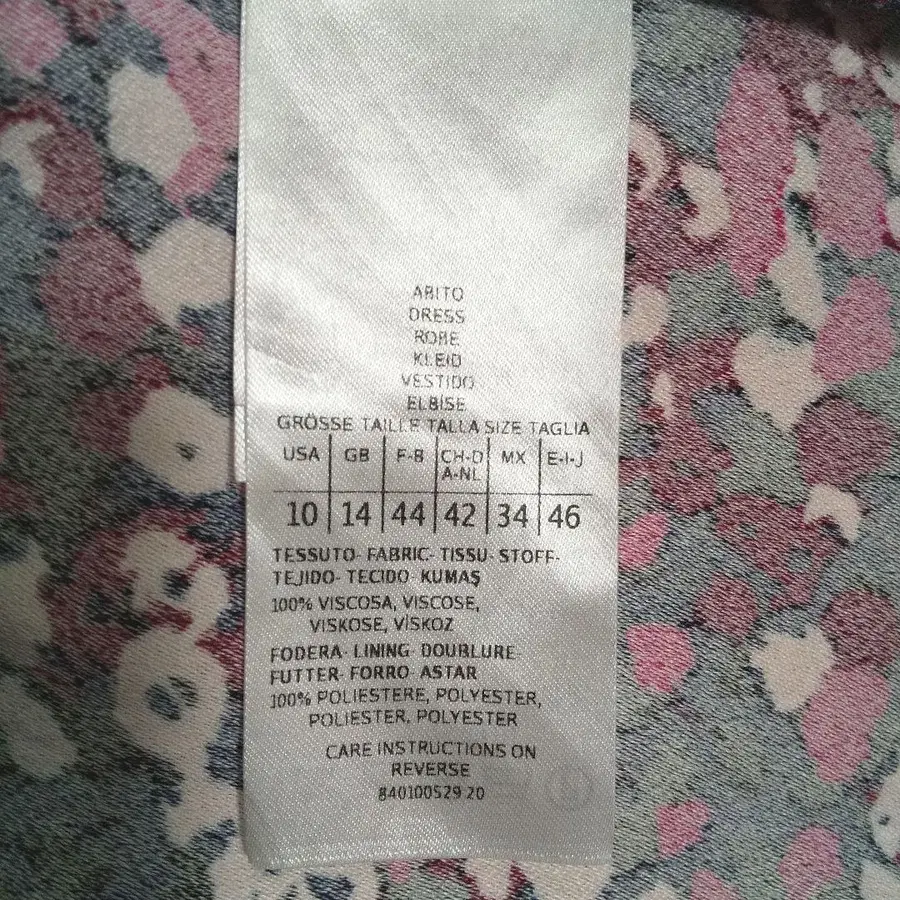 ABITO
DRESS
ROBE
KLEID
VESTIDO
ELBİSE
GRÖSSE TAILLE TALLA SIZE TAGLIA
USA GB F-B CH-D A-NL MX E-I-J
10 14 44 42 34 46
TESSUTO- FABRIC- TISSU- STOFF-
TEJIDO- TECIDO- KUMAŞ
100% VISCOSA, VISCOSE,
VISKOSE, VİSKOZ
FODERA- LINING- DOUBLURE-
FUTTER- FORRO- ASTAR
100% POLIESTERE, POLYESTER,
POLIESTER, POLYESTER
CARE INSTRUCTIONS ON
REVERSE
840100529 20